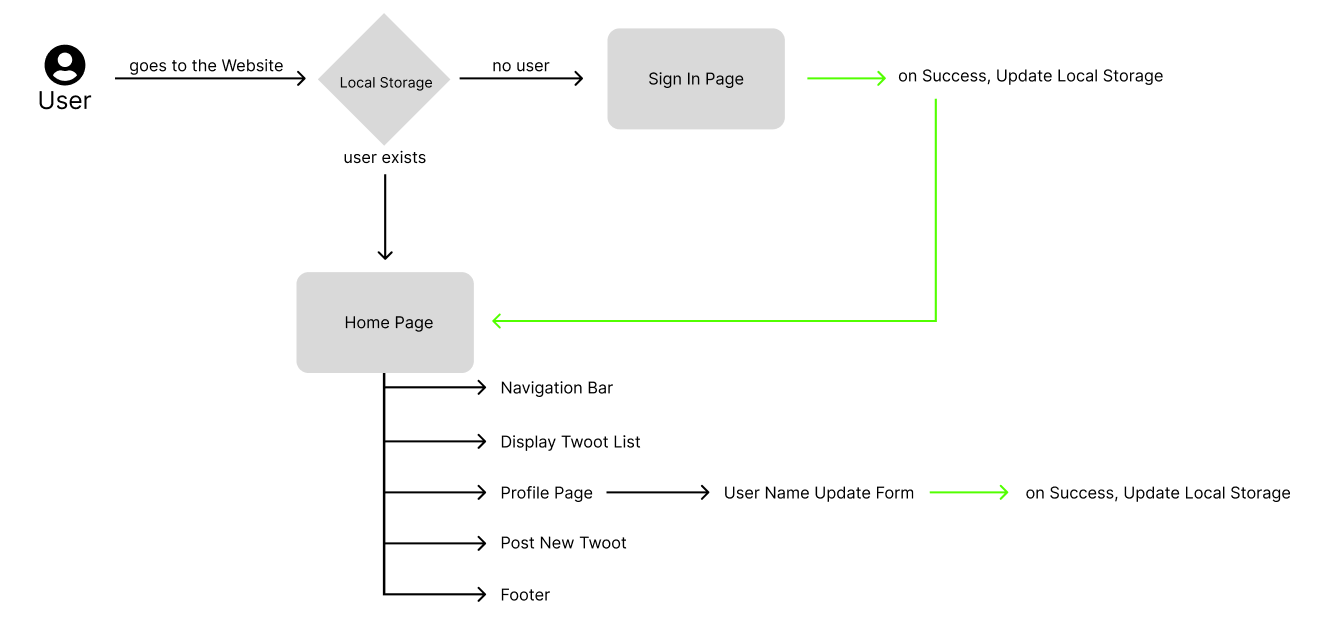 User
goes to the Website
Local Storage
no user
Sign In Page
on Success, Update Local Storage
user exists
Home Page
Navigation Bar
Display Twoot List
Profile Page
User Name Update Form
on Success, Update Local Storage
Post New Twoot
Footer